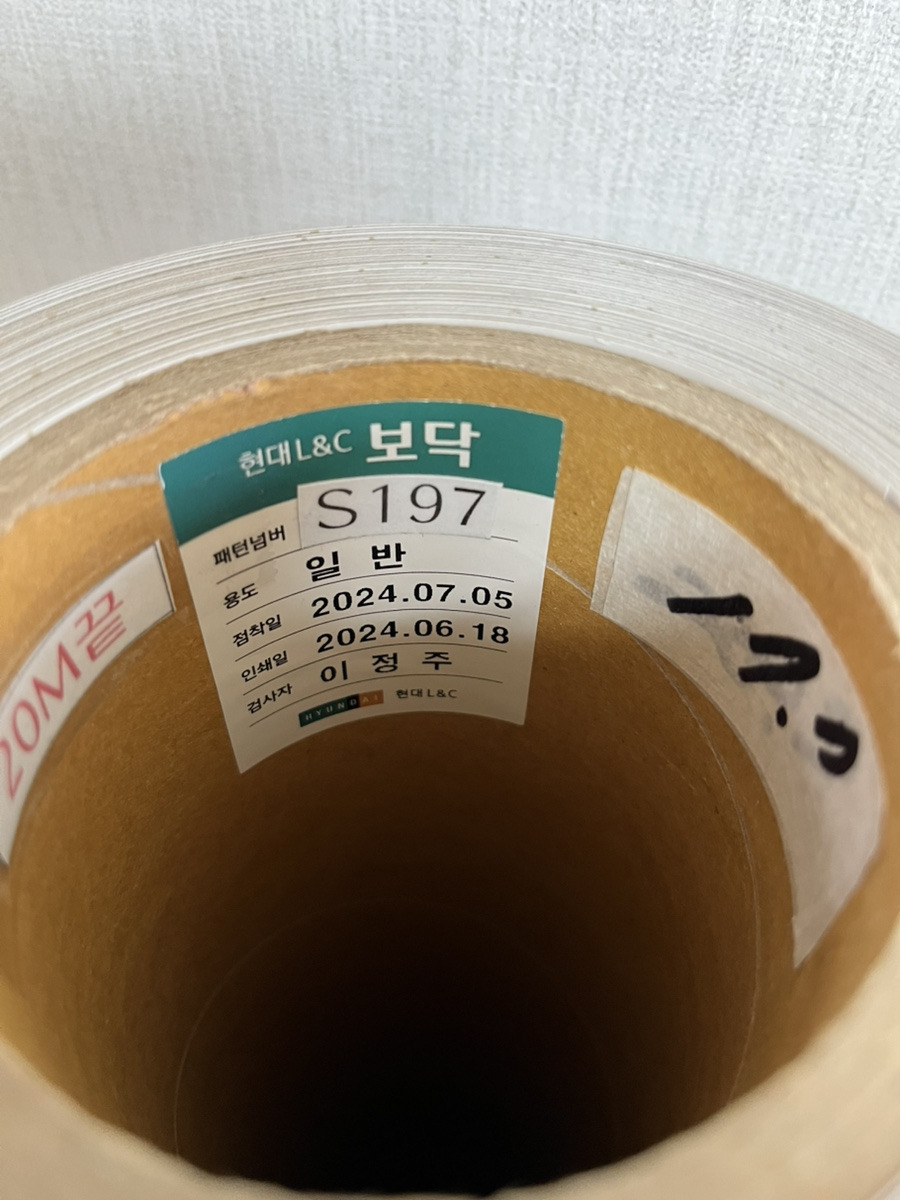 현대 L&C 보닥
패턴넘버 S197
용도 일 반
점착일 2024.07.05
인쇄일 2024.06.18
검사자 이 정 주
HYUNDAI 현대 L&C
20M끝